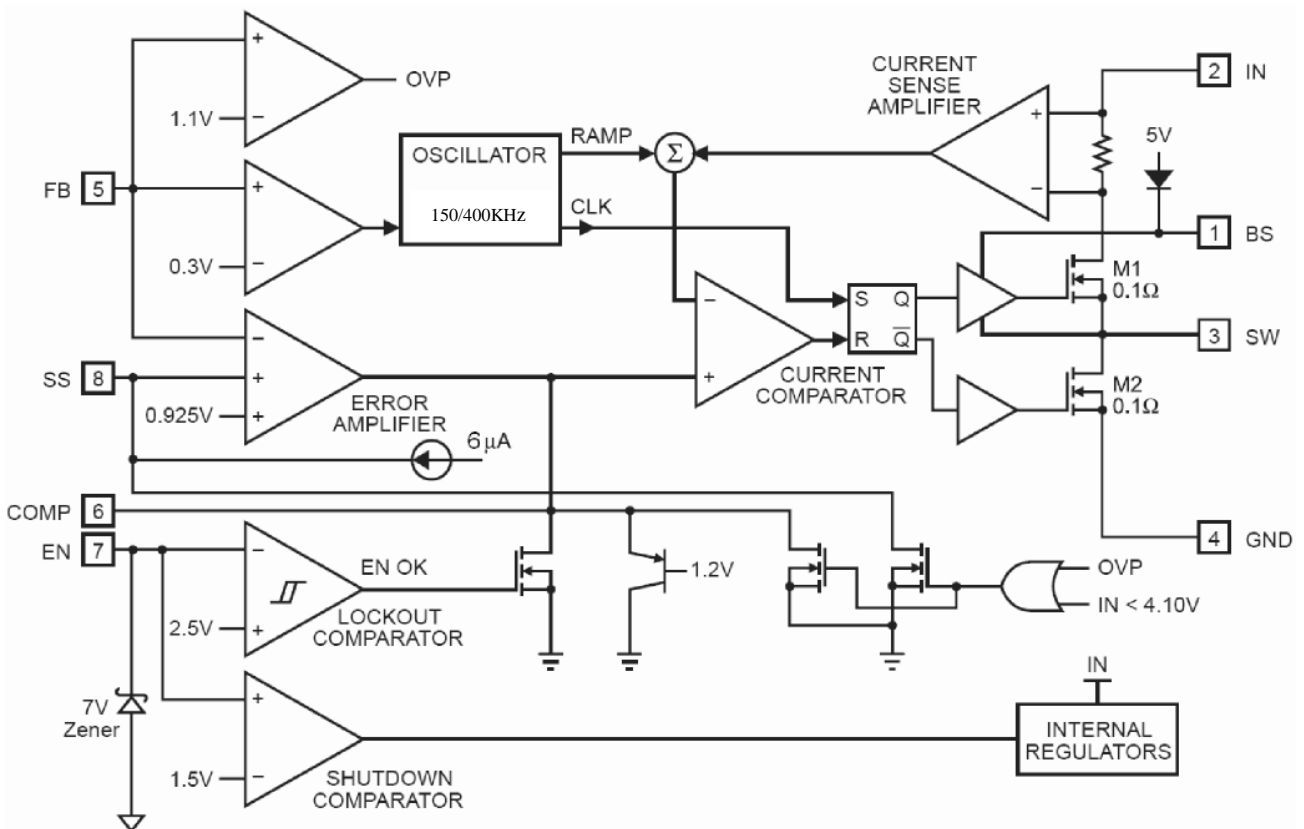 +
OVP
1.1V
−
FB
5
+
0.3V
−
OSCILLATOR
150/400KHz
RAMP
CLK
Σ
CURRENT
SENSE
AMPLIFIER
+
−
2
IN
5V
1
BS
M1
0.1Ω
3
SW
M2
0.1Ω
4
GND
−
+
CURRENT
COMPARATOR
S
Q
R
Q̅
SS
8
−
+
0.925V
+
ERROR
AMPLIFIER
6μA
COMP
6
EN
7
−
2.5V
+
EN OK
LOCKOUT
COMPARATOR
1.2V
OVP
IN < 4.10V
7V
Zener
+
1.5V
−
SHUTDOWN
COMPARATOR
IN
INTERNAL
REGULATORS